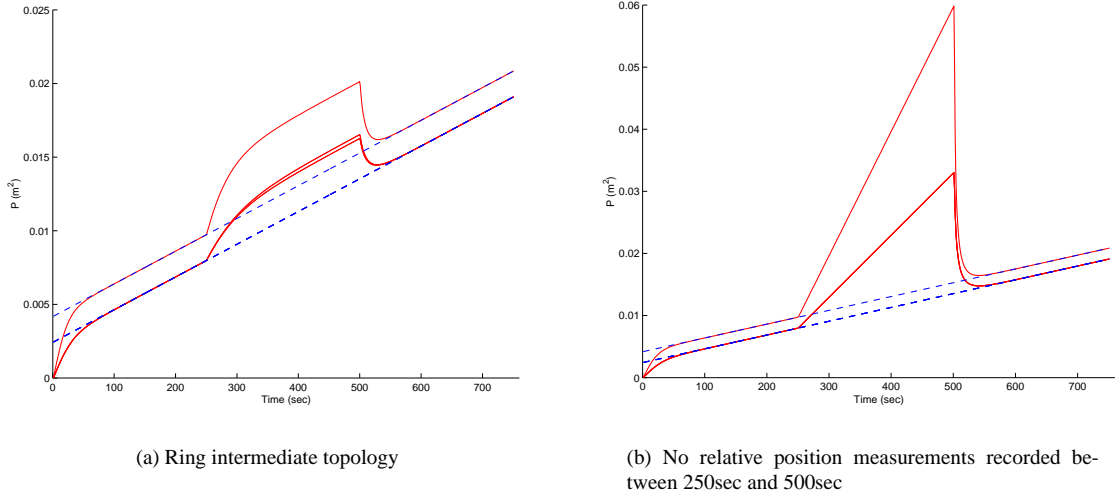 0.025
0.02
0.015
0.01
0.005
0
P (m²)
0 100 200 300 400 500 600 700
Time (sec)
(a) Ring intermediate topology
0.06
0.05
0.04
0.03
0.02
0.01
0
P (m²)
0 100 200 300 400 500 600 700
Time (sec)
(b) No relative position measurements recorded be-
tween 250sec and 500sec